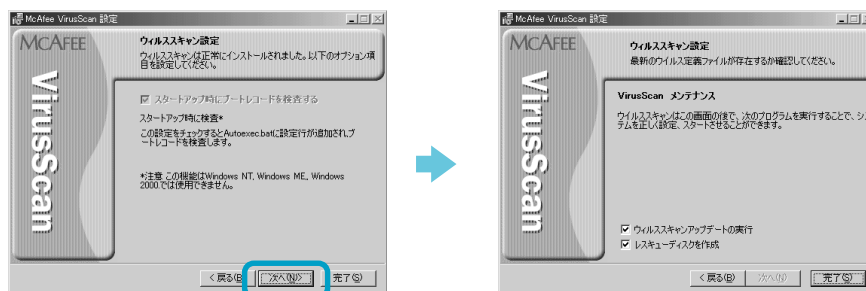 McAfee VirusScan 設定
MCAFEE
VirusScan
ウィルススキャン設定
ウィルススキャンは正常にインストールされました。以下のオプション項
目を設定してください。
スタートアップ時にブートレコードを検査する
スタートアップ時に検査*
この設定をチェックするとAutoexec.batに設定行が追加されブ
ートレコードを検査します。
*注意 この機能はWindows NT, Windows ME, Windows
2000では使用できません。
< 戻る(B)
次へ(N)>
完了(S)
McAfee VirusScan 設定
MCAFEE
VirusScan
ウィルススキャン設定
最新のウイルス定義ファイルが存在するか確認してください。
VirusScan メンテナンス
ウイルススキャンはこの画面の後で、次のプログラムを実行することで、シ
テムを正しく設定、スタートさせることができます。
ウィルススキャンアップデートの実行
レスキューディスクを作成
< 戻る(B)
次へ(N)
完了(S)